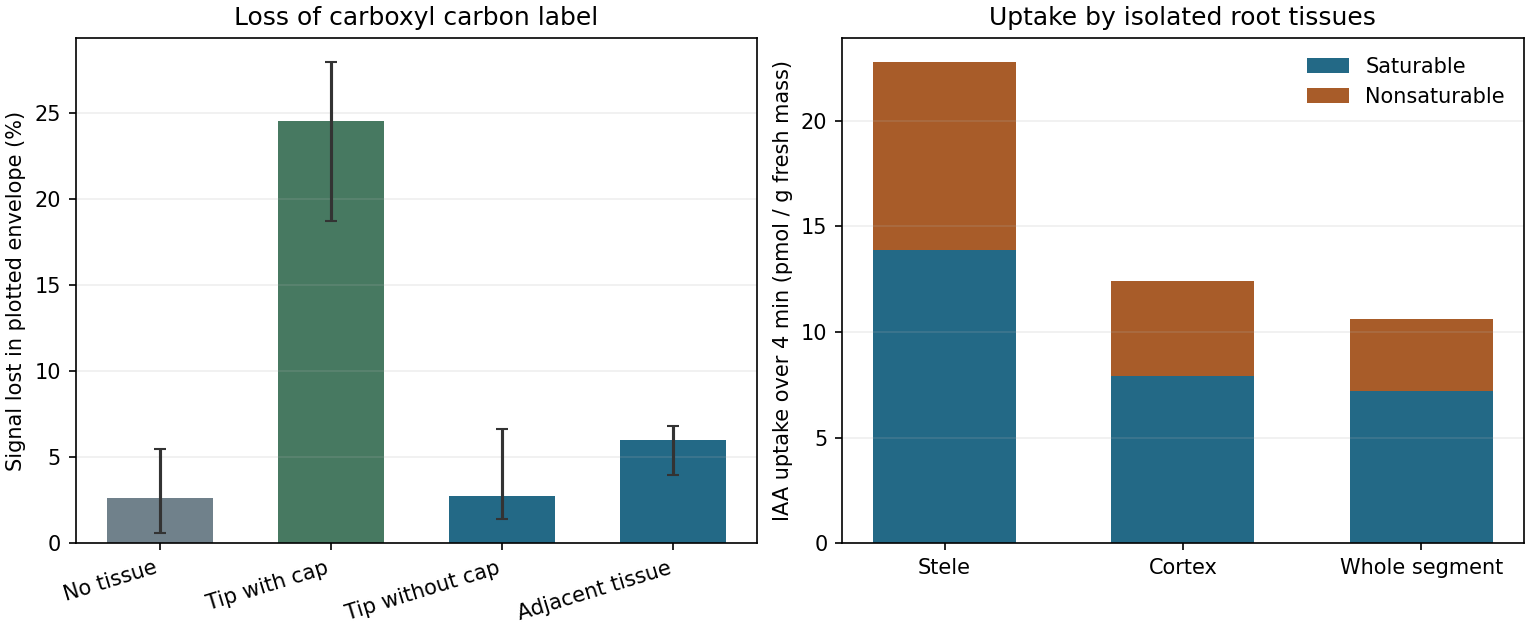 Loss of carboxyl carbon label
Signal lost in plotted envelope (%)
25
20
15
10
5
0
No tissue
Tip with cap
Tip without cap
Adjacent tissue
Uptake by isolated root tissues
IAA uptake over 4 min (pmol / g fresh mass)
Saturable
Nonsaturable
20
15
10
5
0
Stele
Cortex
Whole segment